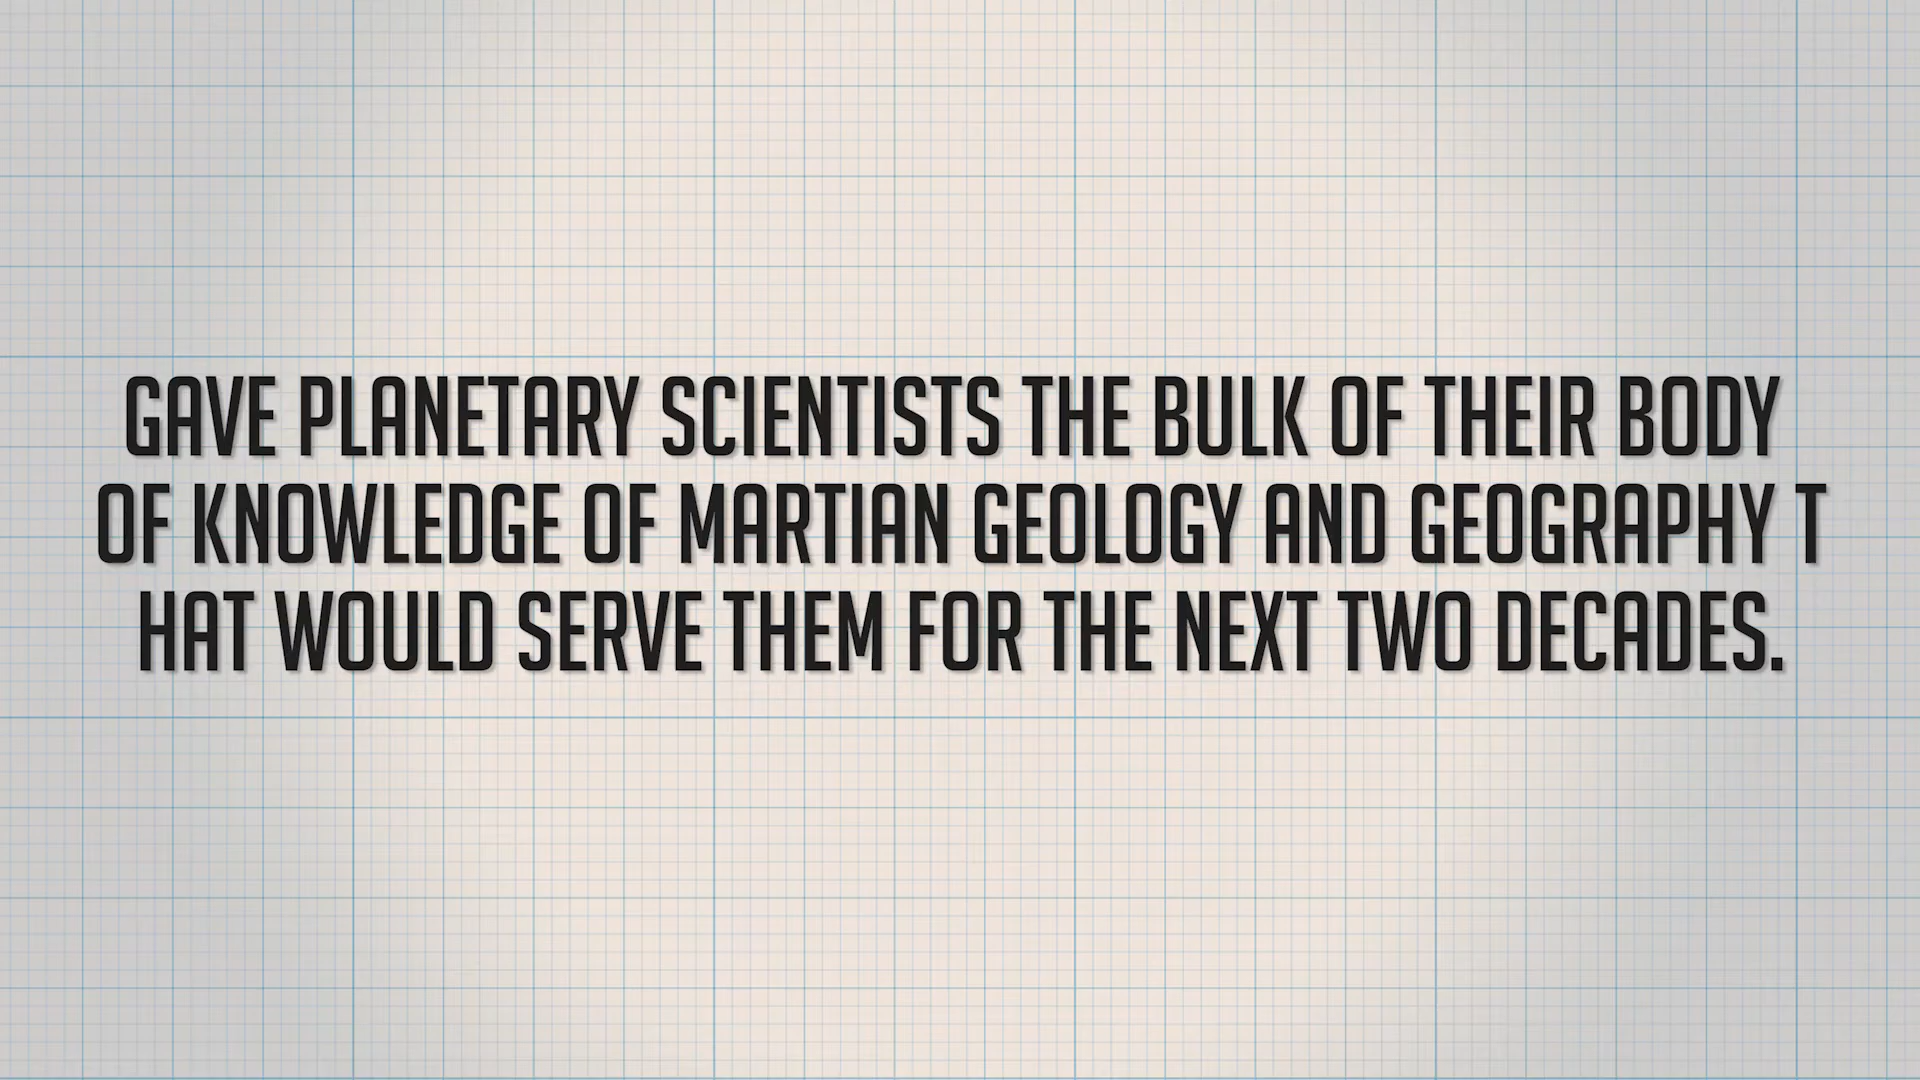 GAVE PLANETARY SCIENTISTS THE BULK OF THEIR BODY
OF KNOWLEDGE OF MARTIAN GEOLOGY AND GEOGRAPHY T
HAT WOULD SERVE THEM FOR THE NEXT TWO DECADES.